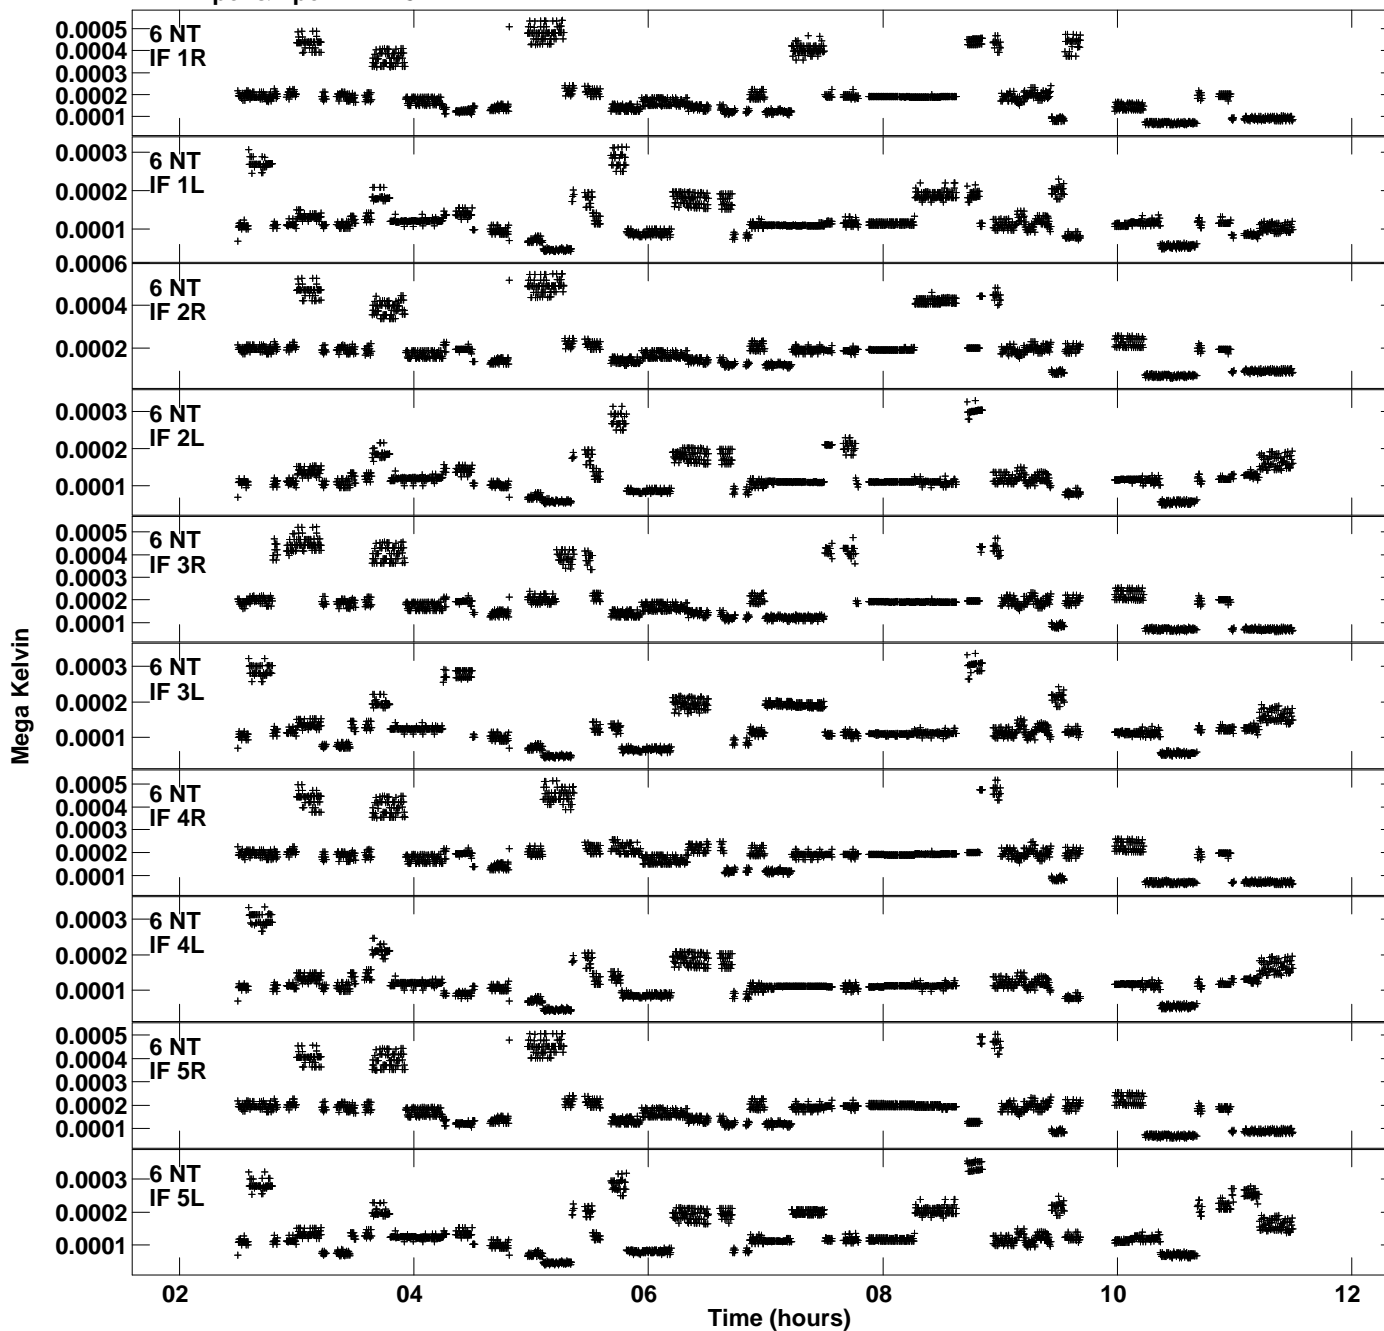 0.0005
0.0004
0.0003
0.0002
0.0001
6 NT
IF 1R
0.0003
0.0002
0.0001
6 NT
IF 1L
0.0006
0.0004
0.0002
6 NT
IF 2R
0.0003
0.0002
0.0001
6 NT
IF 2L
0.0005
0.0004
0.0003
0.0002
0.0001
6 NT
IF 3R
0.0003
0.0002
0.0001
6 NT
IF 3L
0.0005
0.0004
0.0003
0.0002
0.0001
6 NT
IF 4R
0.0003
0.0002
0.0001
6 NT
IF 4L
0.0005
0.0004
0.0003
0.0002
0.0001
6 NT
IF 5R
0.0003
0.0002
0.0001
6 NT
IF 5L
Mega Kelvin
02 04 06 08 10 12
Time (hours)